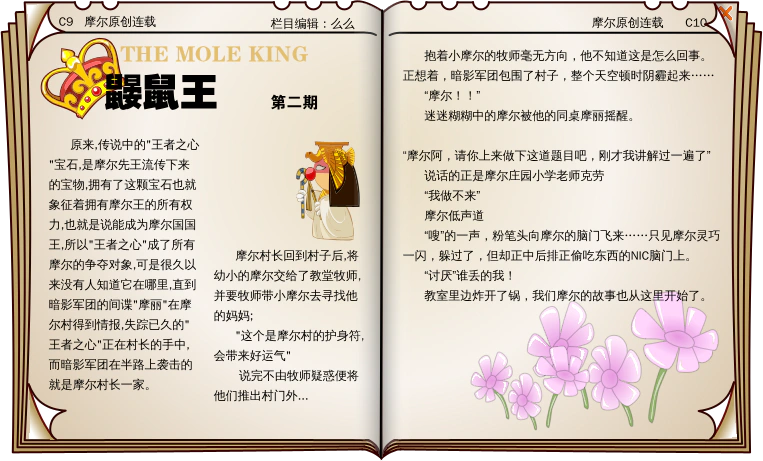 C9 摩尔原创连载
栏目编辑：么么
THE MOLE KING
鼹鼠王
第二期
原来,传说中的"王者之心
"宝石,是摩尔先王流传下来
的宝物,拥有了这颗宝石也就
象征着拥有摩尔王的所有权
力,也就是说能成为摩尔国国
王,所以"王者之心"成了所有
摩尔的争夺对象,可是很久以
来没有人知道它在哪里,直到
暗影军团的间谍"摩丽"在摩
尔村得到情报,失踪已久的"
王者之心"正在村长的手中,
而暗影军团在半路上袭击的
就是摩尔村长一家。
摩尔村长回到村子后,将
幼小的摩尔交给了教堂牧师,
并要牧师带小摩尔去寻找他
的妈妈;
"这个是摩尔村的护身符,
会带来好运气"
说完不由牧师疑惑便将
他们推出村门外...
摩尔原创连载 C10
抱着小摩尔的牧师毫无方向，他不知道这是怎么回事。
正想着，暗影军团包围了村子，整个天空顿时阴霾起来……
“摩尔！！”
迷迷糊糊中的摩尔被他的同桌摩丽摇醒。
“摩尔阿，请你上来做下这道题目吧，刚才我讲解过一遍了”
说话的正是摩尔庄园小学老师克劳
“我做不来”
摩尔低声道
“嗖”的一声，粉笔头向摩尔的脑门飞来……只见摩尔灵巧
一闪，躲过了，但却正中后排正偷吃东西的NIC脑门上。
“讨厌”谁丢的我！
教室里边炸开了锅，我们摩尔的故事也从这里开始了。